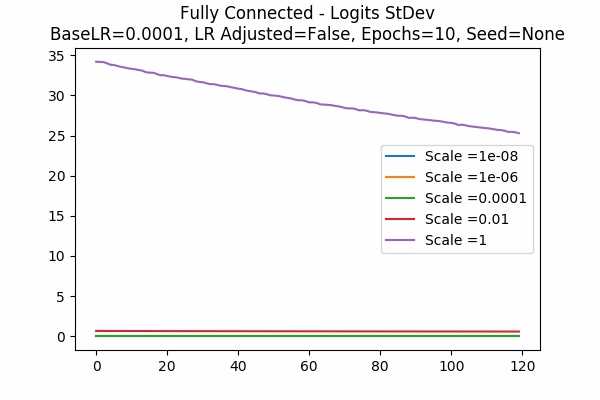 Fully Connected - Logits StDev
BaseLR=0.0001, LR Adjusted=False, Epochs=10, Seed=None
35
30
25
20
15
10
5
0
Scale =1e-08
Scale =1e-06
Scale =0.0001
Scale =0.01
Scale =1
0 20 40 60 80 100 120